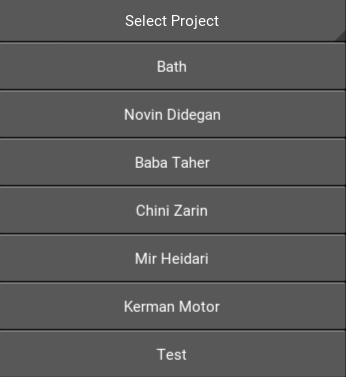 Select Project
Bath
Novin Didegan
Baba Taher
Chini Zarin
Mir Heidari
Kerman Motor
Test